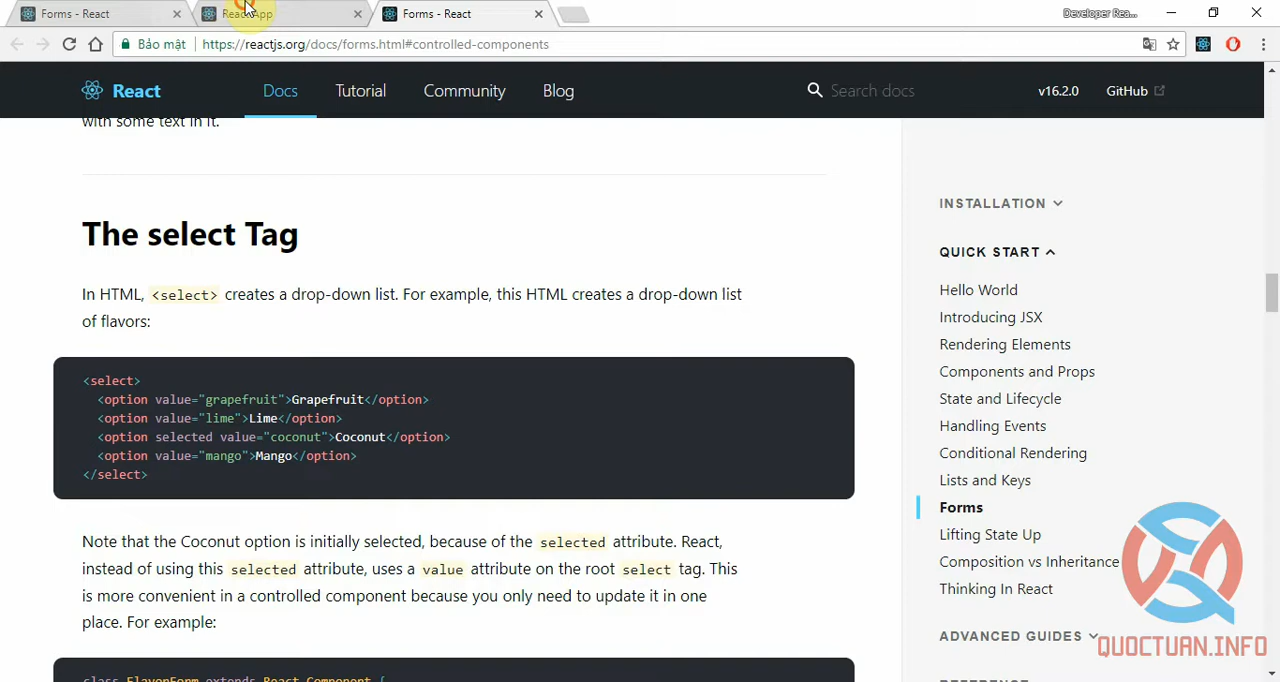 Forms - React
React App
Forms - React
Developer Rea...
Bảo mật
https://reactjs.org/docs/forms.html#controlled-components
React
Docs
Tutorial
Community
Blog
Search docs
v16.2.0
GitHub
with some text in it.
The select Tag
In HTML, <select> creates a drop-down list. For example, this HTML creates a drop-down list
of flavors:
<select>
<option value="grapefruit">Grapefruit</option>
<option value="lime">Lime</option>
<option selected value="coconut">Coconut</option>
<option value="mango">Mango</option>
</select>
Note that the Coconut option is initially selected, because of the selected attribute. React,
instead of using this selected attribute, uses a value attribute on the root select tag. This
is more convenient in a controlled component because you only need to update it in one
place. For example:
class FlavorForm extends React.Component {
INSTALLATION
QUICK START
Hello World
Introducing JSX
Rendering Elements
Components and Props
State and Lifecycle
Handling Events
Conditional Rendering
Lists and Keys
Forms
Lifting State Up
Composition vs Inheritance
Thinking In React
ADVANCED GUIDES
REFERENCE
QUOCTUAN.INFO